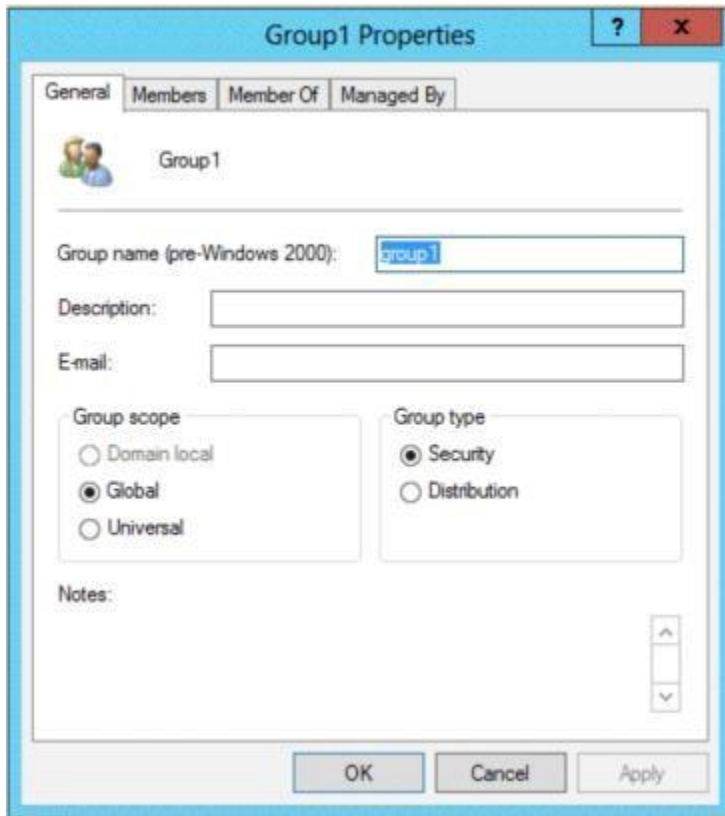 Group1 Properties
? x
General Members Member Of Managed By
Group1
Group name (pre-Windows 2000): group1
Description:
E-mail:
Group scope Group type
Domain local Security
Global Distribution
Universal
Notes:
OK Cancel Apply